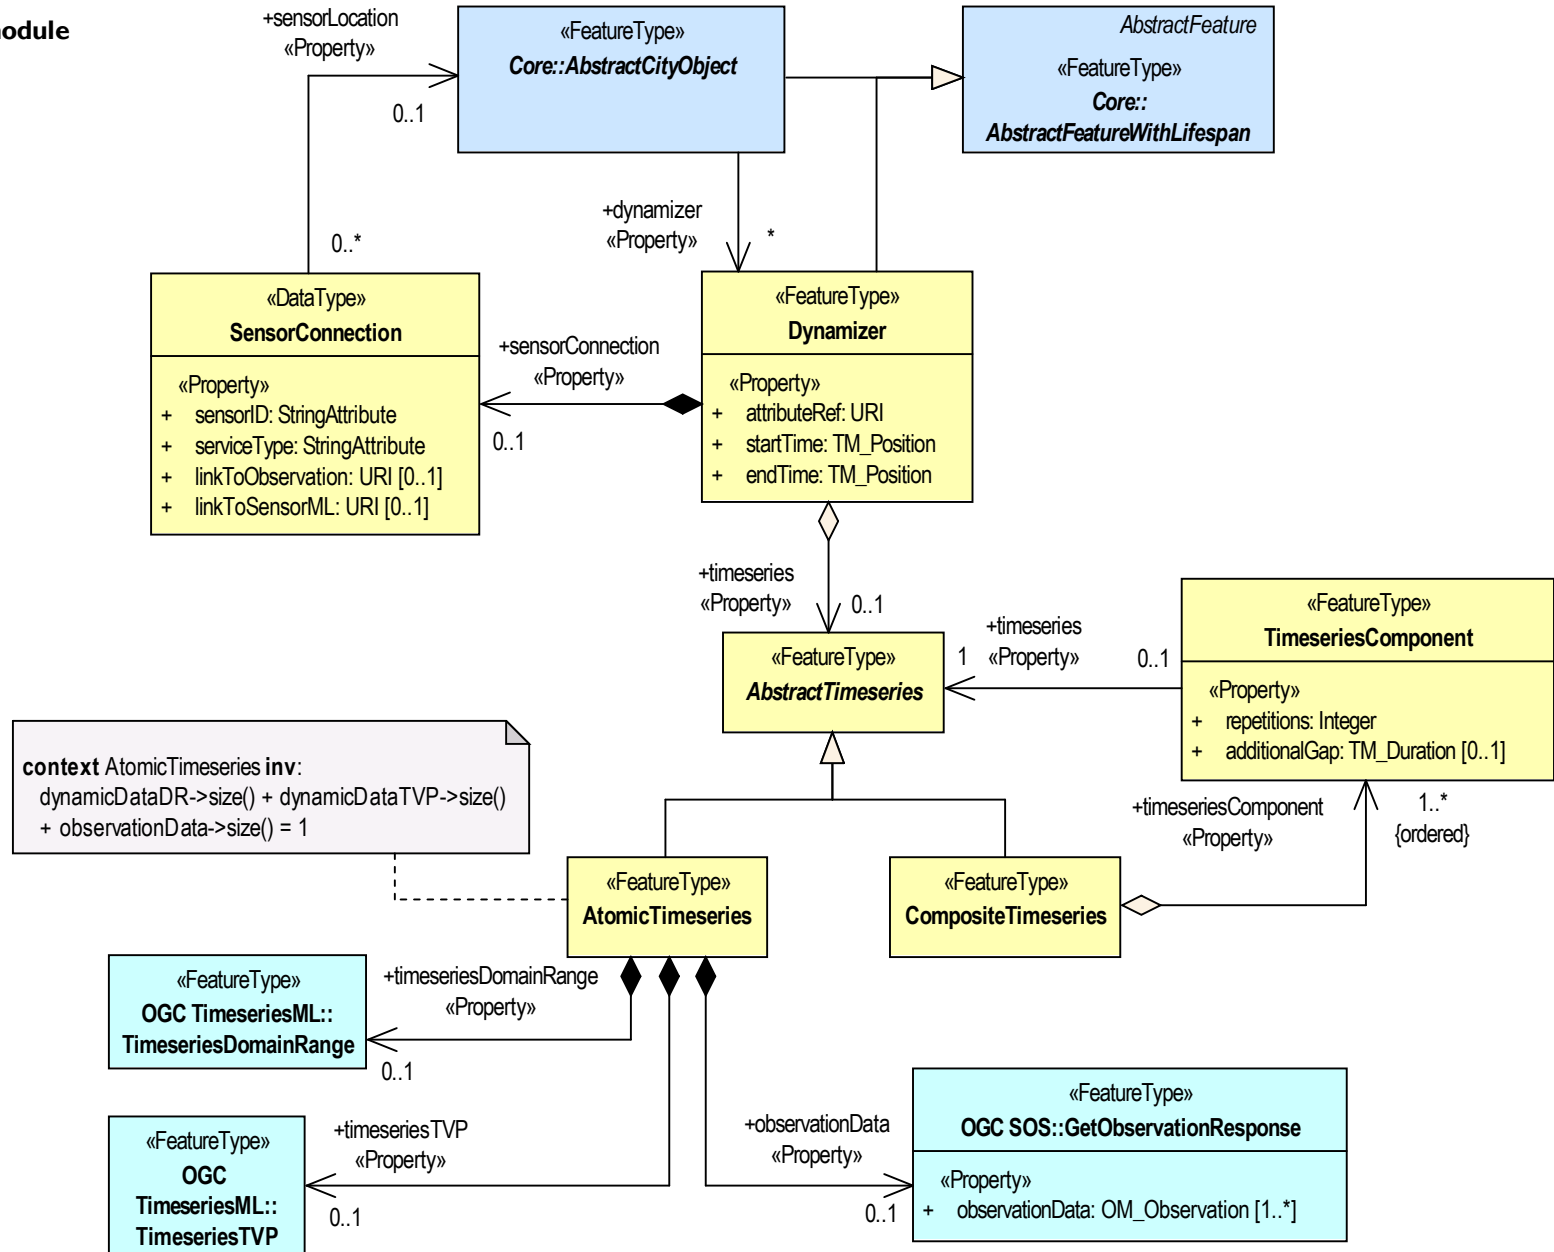 odule
+sensorLocation
«Property»
0..1
0..*
«FeatureType»
Core::AbstractCityObject
AbstractFeature
«FeatureType»
Core::
AbstractFeatureWithLifespan
+dynamizer
«Property»
*
«DataType»
SensorConnection
«Property»
+ sensorID: StringAttribute
+ serviceType: StringAttribute
+ linkToObservation: URI [0..1]
+ linkToSensorML: URI [0..1]
+sensorConnection
«Property»
0..1
«FeatureType»
Dynamizer
«Property»
+ attributeRef: URI
+ startTime: TM_Position
+ endTime: TM_Position
+timeseries
«Property»
0..1
«FeatureType»
AbstractTimeseries
+timeseries
1 «Property»
0..1
«FeatureType»
TimeseriesComponent
«Property»
+ repetitions: Integer
+ additionalGap: TM_Duration [0..1]
context AtomicTimeseries inv:
dynamicDataDR->size() + dynamicDataTVP->size()
+ observationData->size() = 1
+timeseriesComponent
«Property»
1..*
{ordered}
«FeatureType»
AtomicTimeseries
«FeatureType»
CompositeTimeseries
«FeatureType»
OGC TimeseriesML::
TimeseriesDomainRange
+timeseriesDomainRange
«Property»
0..1
«FeatureType»
OGC
TimeseriesML::
TimeseriesTVP
+timeseriesTVP
«Property»
0..1
+observationData
«Property»
0..1
«FeatureType»
OGC SOS::GetObservationResponse
«Property»
+ observationData: OM_Observation [1..*]